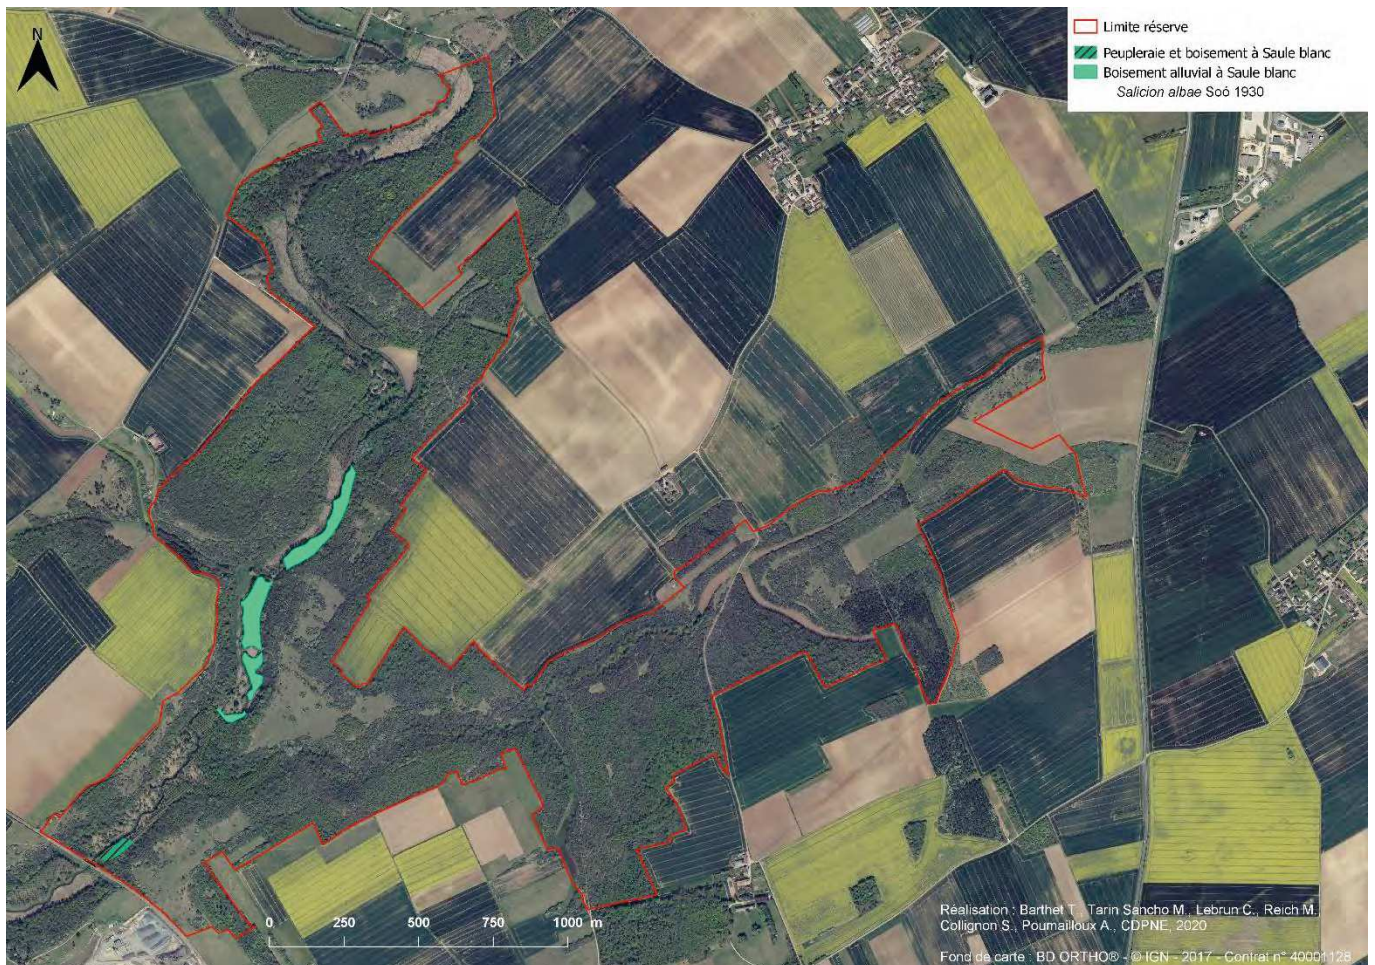 N
Limite réserve
Peupleraie et boisement à Saule blanc
Boisement alluvial à Saule blanc
Salicion albae Soó 1930
0 250 500 750 1000 m
Réalisation : Barthet T., Tarin Sancho M., Lebrun C., Reich M.,
Collignon S., Poumailloux A., CDPNE, 2020
Fond de carte : BD ORTHO® - © IGN - 2017 - Contrat n° 40001128